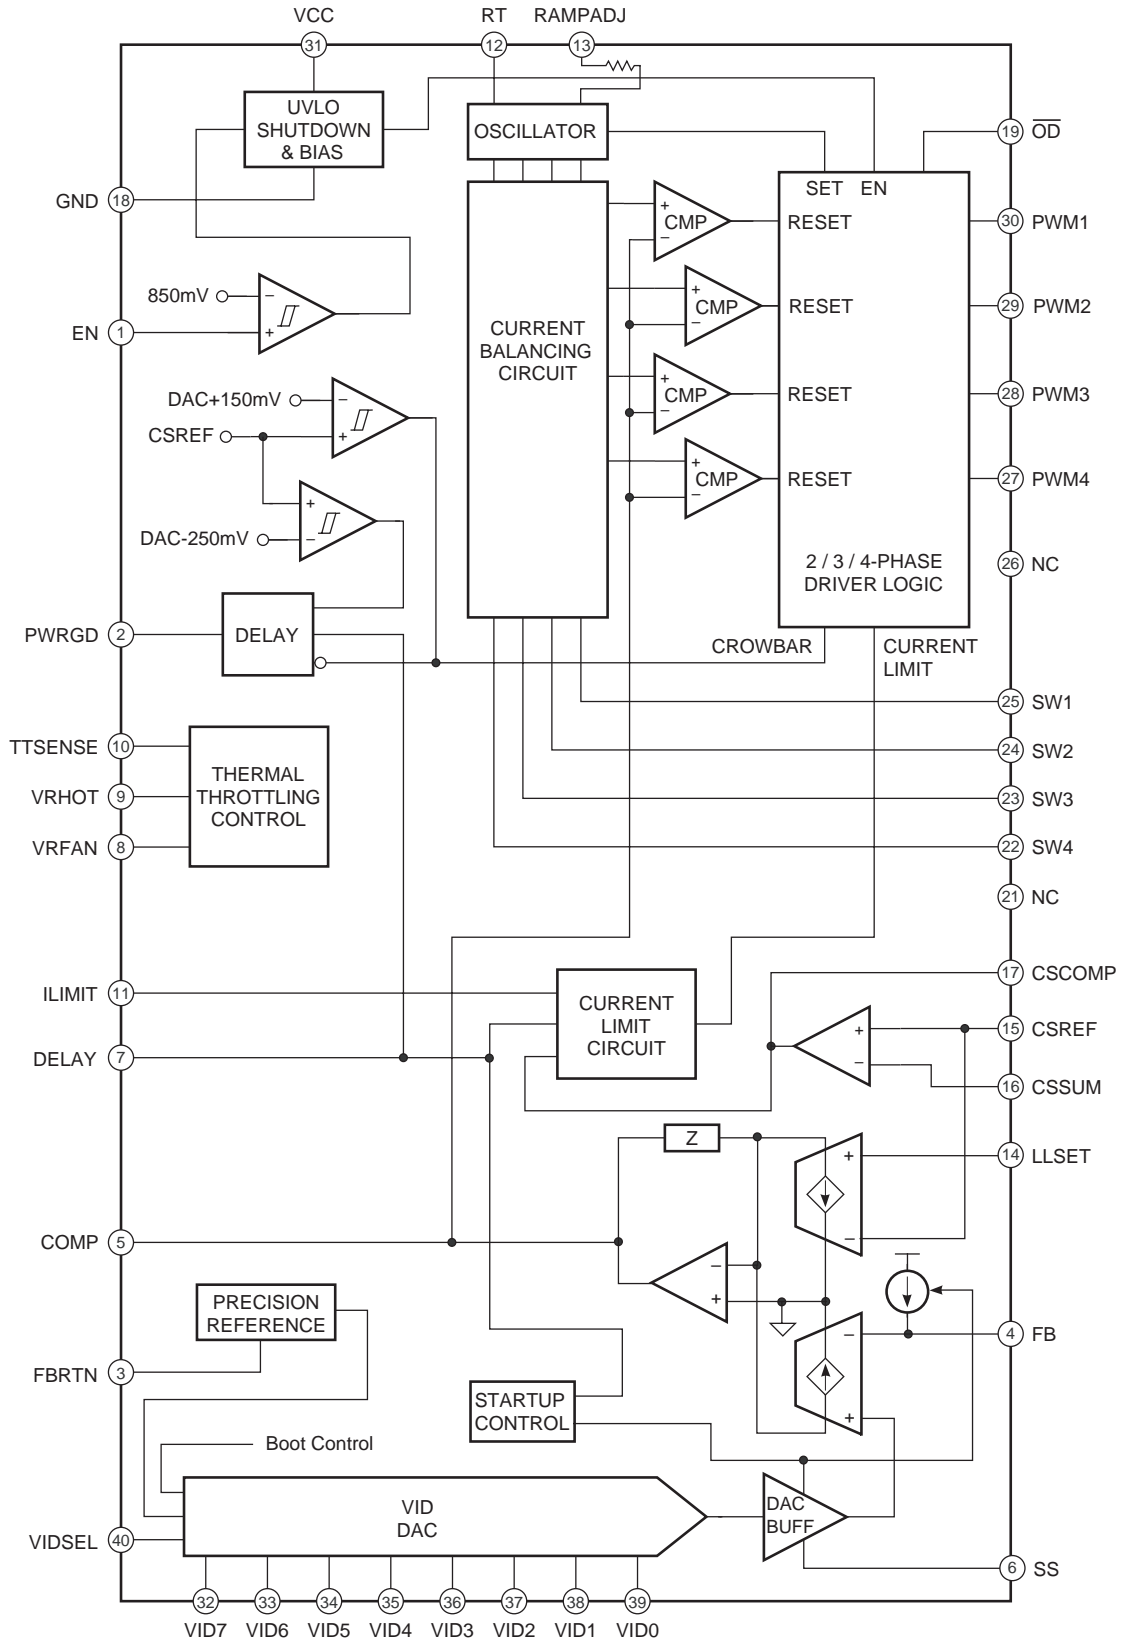 VCC
RT
RAMPADJ
31
12
13
UVLO
SHUTDOWN
& BIAS
OSCILLATOR
19 OD
SET EN
GND 18
+
CMP
−
RESET
30 PWM1
850mV
−
+
EN 1
+
CMP
−
RESET
29 PWM2
CURRENT
BALANCING
CIRCUIT
DAC+150mV
−
CSREF
+
+
CMP
−
RESET
28 PWM3
+
CMP
−
RESET
27 PWM4
+
DAC-250mV
−
2 / 3 / 4-PHASE
DRIVER LOGIC
26 NC
PWRGD 2
DELAY
CROWBAR
CURRENT
LIMIT
25 SW1
TTSENSE 10
VRHOT 9
VRFAN 8
THERMAL
THROTTLING
CONTROL
24 SW2
23 SW3
22 SW4
21 NC
ILIMIT 11
DELAY 7
CURRENT
LIMIT
CIRCUIT
17 CSCOMP
+
15 CSREF
−
16 CSSUM
Z
+
14 LLSET
−
COMP 5
−
+
PRECISION
REFERENCE
−
4 FB
FBRTN 3
STARTUP
CONTROL
+
Boot Control
VID
DAC
DAC
BUFF
VIDSEL 40
6 SS
32
33
34
35
36
37
38
39
VID7
VID6
VID5
VID4
VID3
VID2
VID1
VID0